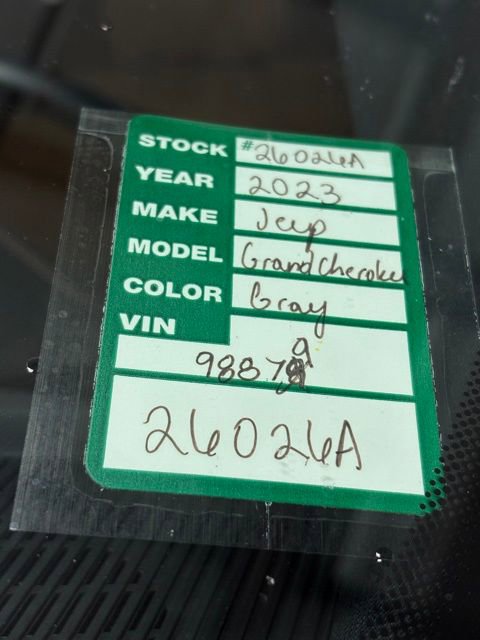 STOCK #26026A
YEAR 2023
MAKE Jeep
MODEL Grand Cherokee
COLOR Gray
VIN
9
9887
26026A